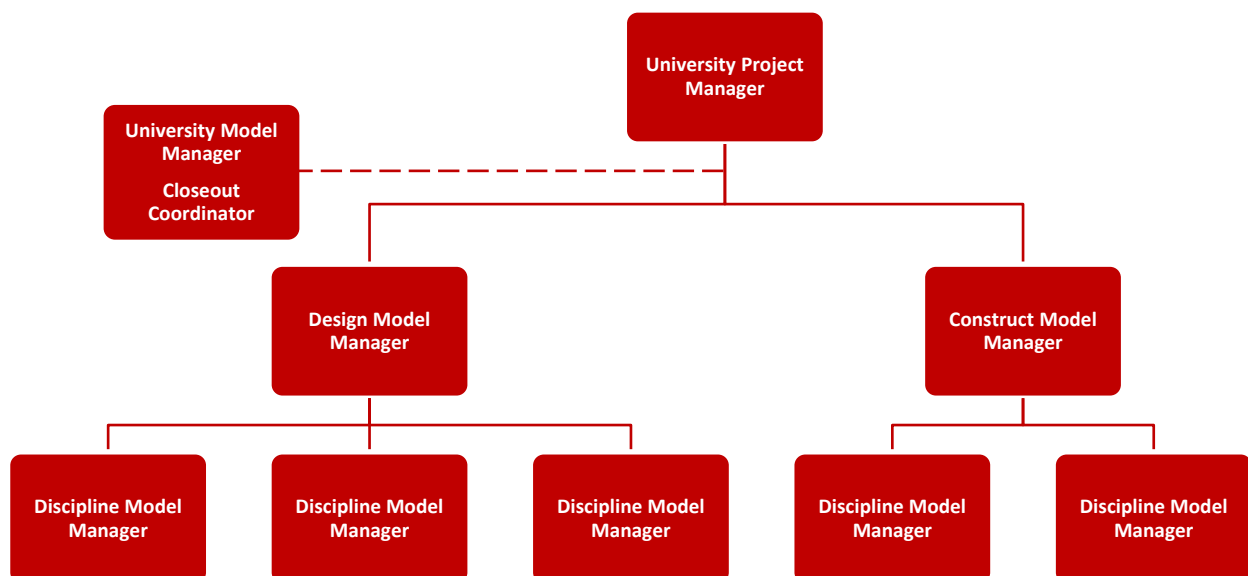 University Project
Manager
University Model
Manager
Closeout
Coordinator
Design Model
Manager
Construct Model
Manager
Discipline Model
Manager
Discipline Model
Manager
Discipline Model
Manager
Discipline Model
Manager
Discipline Model
Manager